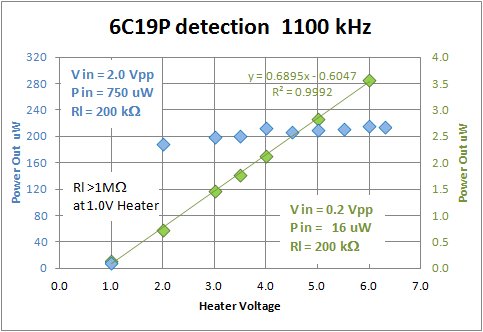 6C19P detection  1100 kHz
Power Out uW
320
280
240
200
160
120
80
40
0
V in = 2.0 Vpp
P in = 750 uW
Rl = 200 kΩ
y = 0.6895x - 0.6047
R² = 0.9992
Rl >1MΩ
at 1.0V Heater
V in = 0.2 Vpp
P in =   16 uW
Rl = 200 kΩ
4.0
3.5
3.0
2.5
2.0
1.5
1.0
0.5
0.0
Power Out uW
0.0 1.0 2.0 3.0 4.0 5.0 6.0 7.0
Heater Voltage